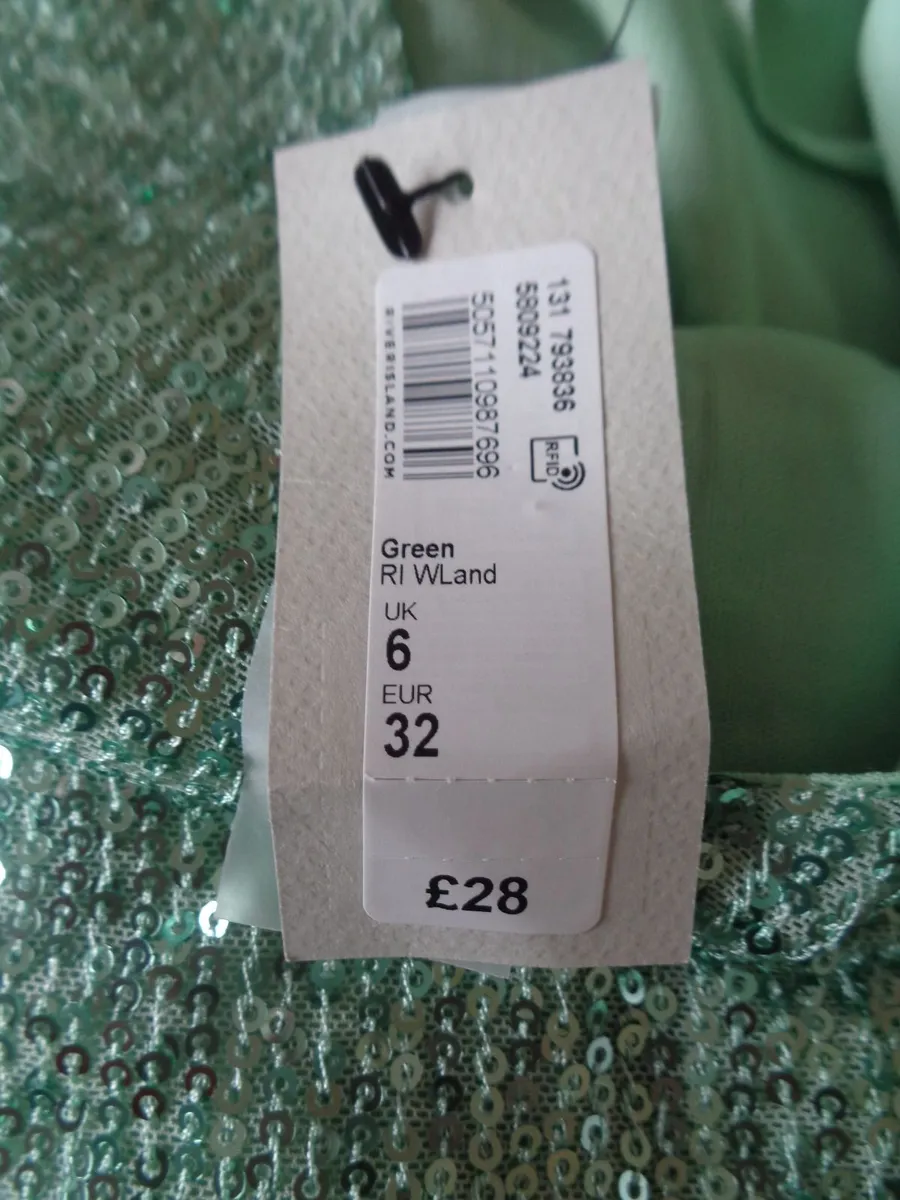 131 793836
5809224
RFID
5057110987696
RIVERISLAND.COM
Green
RI WLand
UK
6
EUR
32
£28